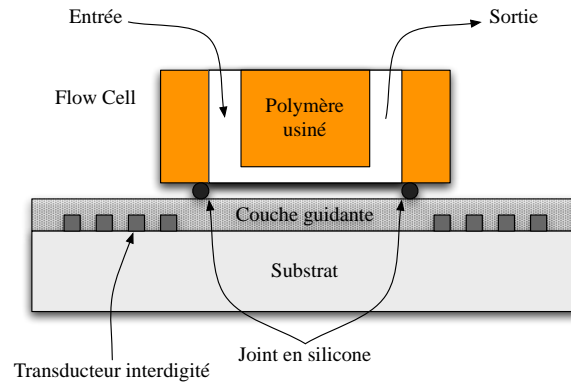 Entrée
Sortie
Flow Cell
Polymère
usiné
Couche guidante
Substrat
Joint en silicone
Transducteur interdigité